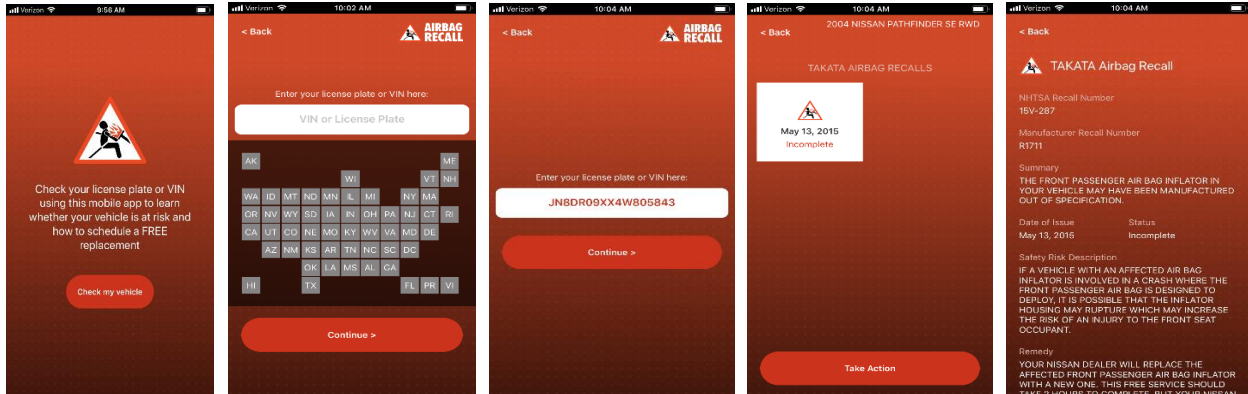 Verizon 9:56 AM
Check your license plate or VIN
using this mobile app to learn
whether your vehicle is at risk and
how to schedule a FREE
replacement
Check my vehicle
Verizon 10:02 AM
< Back
AIRBAG
RECALL
Enter your license plate or VIN here:
VIN or License Plate
AK ME
WI VT NH
WA ID MT ND MN IL MI NY MA
OR NV WY SD IA IN OH PA NJ CT RI
CA UT CO NE MO KY WV VA MD DE
AZ NM KS AR TN NC SC DC
OK LA MS AL GA
HI TX FL PR VI
Continue >
Verizon 10:04 AM
< Back
AIRBAG
RECALL
Enter your license plate or VIN here:
JN8DR09XX4W805843
Continue >
Verizon 10:04 AM
2004 NISSAN PATHFINDER SE RWD
< Back
TAKATA AIRBAG RECALLS
May 13, 2015
Incomplete
Take Action
Verizon 10:04 AM
< Back
TAKATA Airbag Recall
NHTSA Recall Number
15V-287
Manufacturer Recall Number
R1711
Summary
THE FRONT PASSENGER AIR BAG INFLATOR IN
YOUR VEHICLE MAY HAVE BEEN MANUFACTURED
OUT OF SPECIFICATION.
Date of Issue Status
May 13, 2015 Incomplete
Safety Risk Description
IF A VEHICLE WITH AN AFFECTED AIR BAG
INFLATOR IS INVOLVED IN A CRASH WHERE THE
FRONT PASSENGER AIR BAG IS DESIGNED TO
DEPLOY, IT IS POSSIBLE THAT THE INFLATOR
HOUSING MAY RUPTURE WHICH MAY INCREASE
THE RISK OF AN INJURY TO THE FRONT SEAT
OCCUPANT.
Remedy
YOUR NISSAN DEALER WILL REPLACE THE
AFFECTED FRONT PASSENGER AIR BAG INFLATOR
WITH A NEW ONE. THIS FREE SERVICE SHOULD
TAKE 2 HOURS TO COMPLETE, BUT YOUR NISSAN